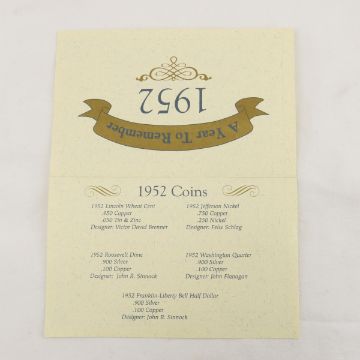 1952
A Year To Remember
1952 Coins
1952 Lincoln Wheat Cent
.950 Copper
.050 Tin & Zinc
Designer: Victor David Brenner
1952 Jefferson Nickel
.750 Copper
.250 Nickel
Designer: Felix Schlag
1952 Roosevelt Dime
.900 Silver
.100 Copper
Designer: John R. Sinnock
1952 Washington Quarter
.900 Silver
.100 Copper
Designer: John Flanagan
1952 Franklin-Liberty Bell Half Dollar
.900 Silver
.100 Copper
Designer: John R. Sinnock